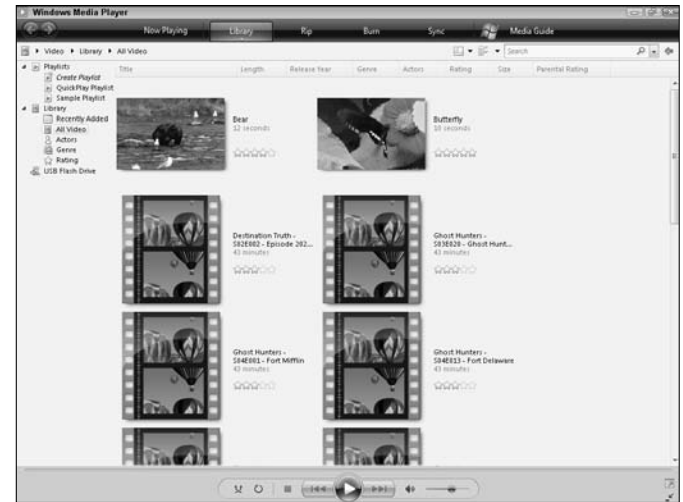 Windows Media Player
Now Playing Library Rip Burn Sync Media Guide
Video Library All Video Search
Playlists
Title Length Release Year Genre Actors Rating Size Parental Rating
Create Playlist
QuickPlay Playlist
Sample Playlist
Library
Recently Added
All Video
Actors
Genre
Rating
USB Flash Drive
Bear
12 seconds
Butterfly
10 seconds
Destination Truth -
S02E002 - Episode 202...
43 minutes
Ghost Hunters -
S03E020 - Ghost Hunt...
43 minutes
Ghost Hunters -
S04E001 - Fort Mifflin
43 minutes
Ghost Hunters -
S04E013 - Fort Delaware
43 minutes